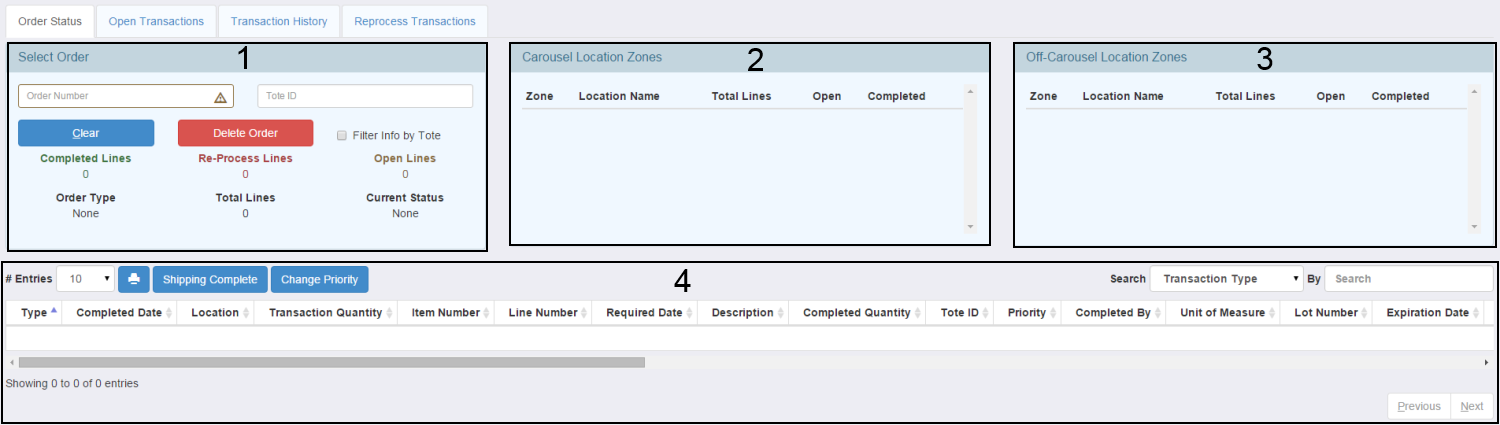 Order Status Open Transactions Transaction History Reprocess Transactions
1
Select Order
Order Number Tote ID
Clear Delete Order Filter Info by Tote
Completed Lines Re-Process Lines Open Lines
0 0 0
Order Type Total Lines Current Status
None 0 None
2
Carousel Location Zones
Zone Location Name Total Lines Open Completed
3
Off-Carousel Location Zones
Zone Location Name Total Lines Open Completed
4
# Entries 10 Shipping Complete Change Priority Search Transaction Type By Search
Type Completed Date Location Transaction Quantity Item Number Line Number Required Date Description Completed Quantity Tote ID Priority Completed By Unit of Measure Lot Number Expiration Date
Showing 0 to 0 of 0 entries
Previous Next